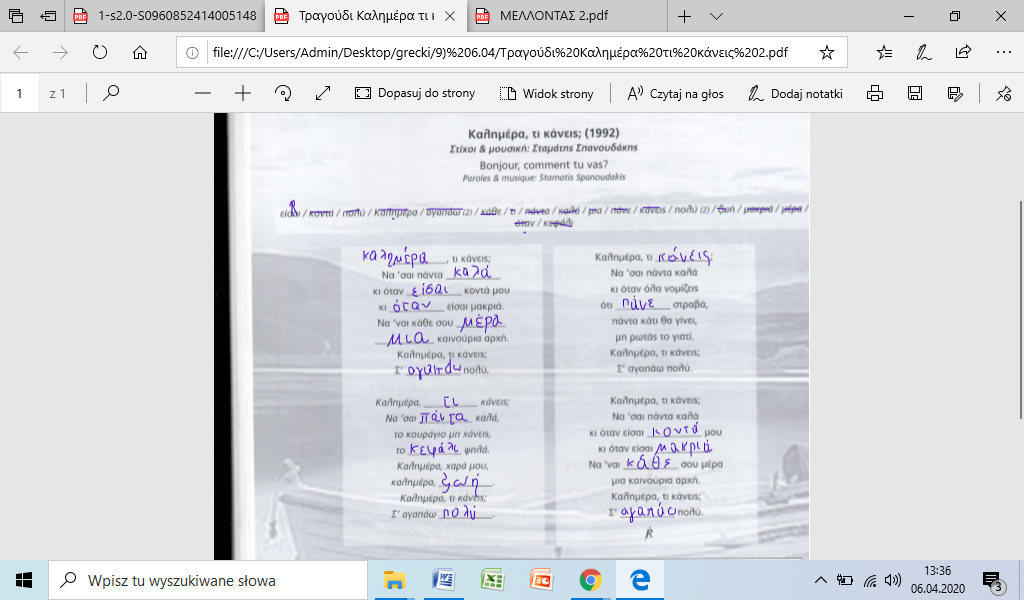 1-s2.0-S0960852414005148
Τραγούδι Καλημέρα τι κ
ΜΕΛΛΟΝΤΑΣ 2.pdf
file:///C:/Users/Admin/Desktop/grecki/9)%206.04/Τραγούδι%20Καλημέρα%20τι%20κάνεις%202.pdf
1 z 1 Dopasuj do strony Widok strony Czytaj na głos Dodaj notatki
Καλημέρα, τι κάνεις; (1992)
Στίχοι & μουσική: Σταμάτης Σπανουδάκης
Bonjour, comment tu vas?
Paroles & musique: Stamatis Spanoudakis
είσαι / κοντά / πολύ / Καλημέρα / αγαπάω (2) / κάθε / τι / πάντα / καλά / μια / πάνε / κάνεις / πολύ (2) / ζωή / μακριά / μέρα /
όταν / κεφάλι
καλημέρα, τι κάνεις;
Να 'σαι πάντα καλά
κι όταν είσαι κοντά μου
κι όταν είσαι μακριά.
Να 'ναι κάθε σου μέρα
μια καινούρια αρχή.
Καλημέρα, τι κάνεις;
Σ' αγαπάω πολύ.
Καλημέρα, τι κάνεις;
Να 'σαι πάντα καλά,
το κουράγιο μη χάνεις,
το κεφάλι ψηλά.
Καλημέρα, χαρά μου,
καλημέρα, ζωή.
Καλημέρα, τι κάνεις;
Σ' αγαπάω πολύ.
Καλημέρα, τι κάνεις;
Να 'σαι πάντα καλά
κι όταν όλα νομίζεις
ότι πάνε στραβά,
πάντα κάτι θα γίνει,
μη ρωτάς το γιατί.
Καλημέρα, τι κάνεις;
Σ' αγαπάω πολύ.
Καλημέρα, τι κάνεις;
Να 'σαι πάντα καλά
κι όταν είσαι κοντά μου
κι όταν είσαι μακριά
Να 'ναι κάθε σου μέρα
μια καινούρια αρχή.
Καλημέρα, τι κάνεις;
Σ' αγαπάω πολύ.
Wpisz tu wyszukiwane słowa
13:36
06.04.2020
3